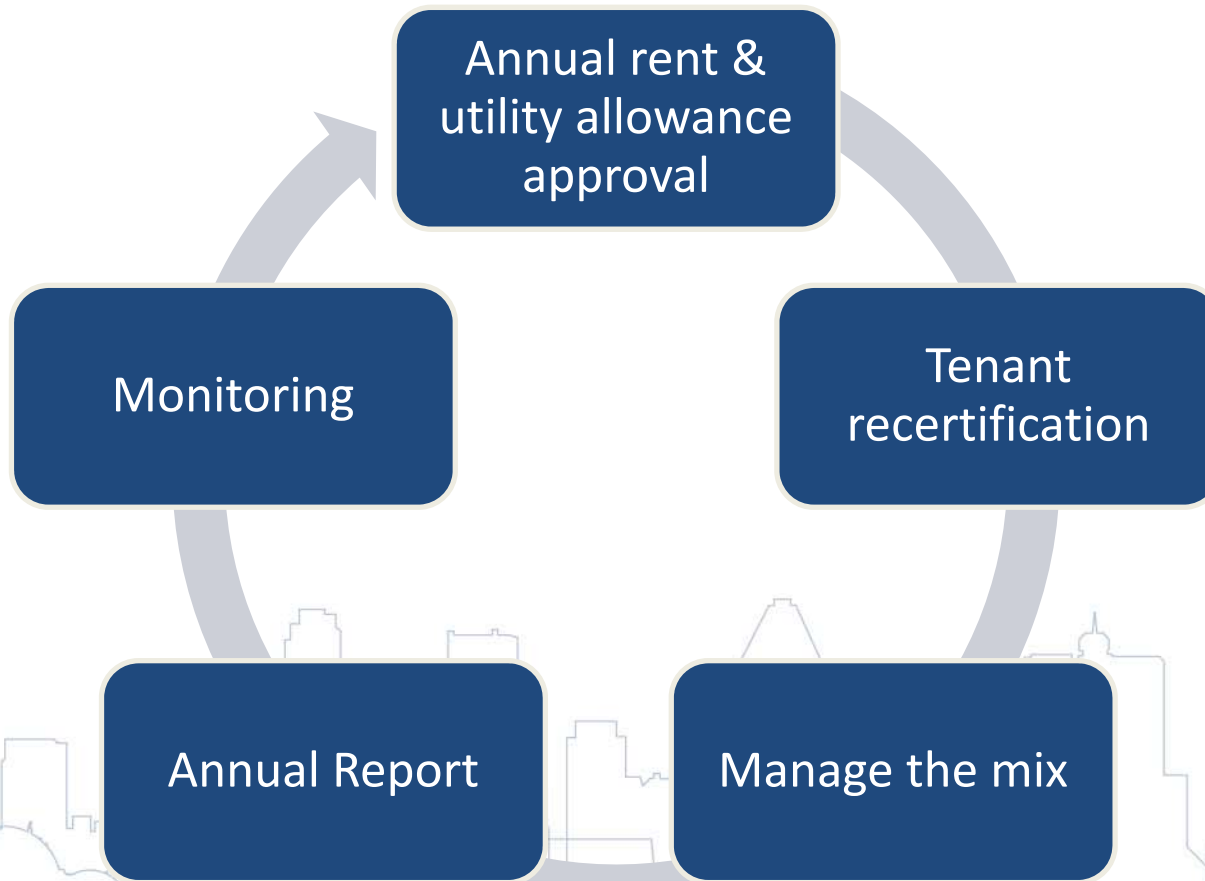 Annual rent &
utility allowance
approval
Tenant
recertification
Manage the mix
Annual Report
Monitoring